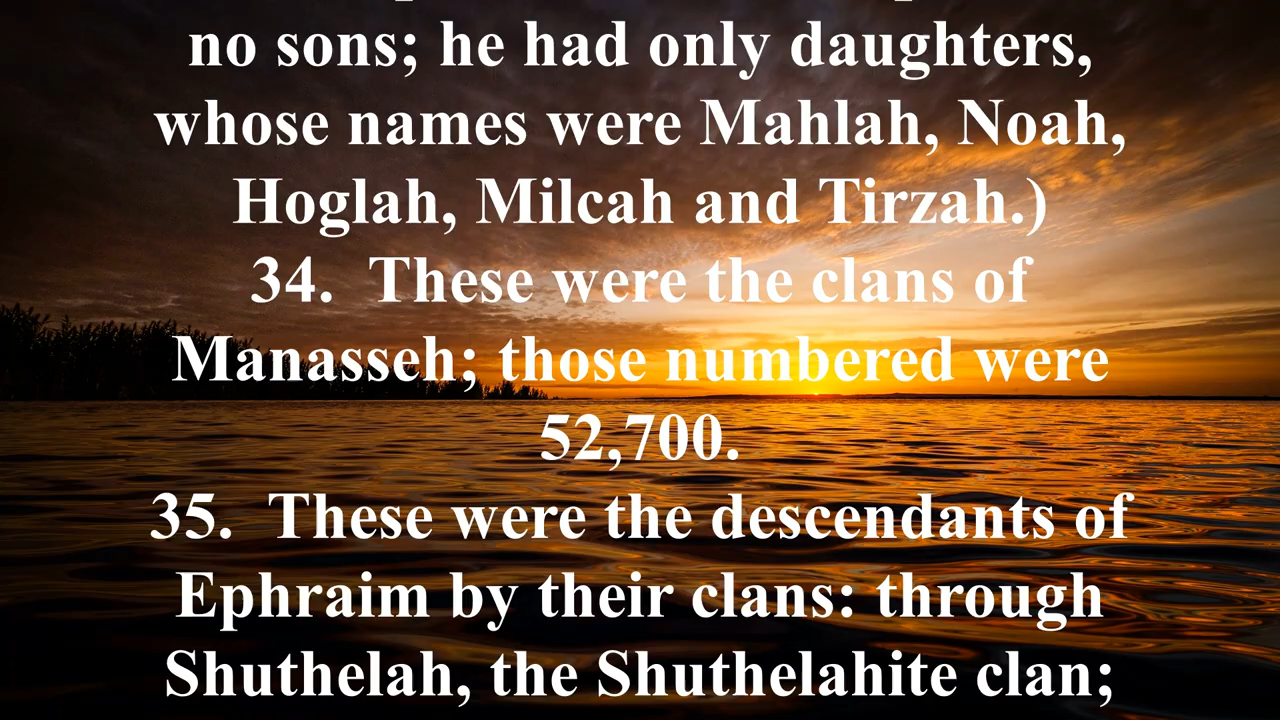 no sons; he had only daughters,
whose names were Mahlah, Noah,
Hoglah, Milcah and Tirzah.)
34.  These were the clans of
Manasseh; those numbered were
52,700.
35.  These were the descendants of
Ephraim by their clans: through
Shuthelah, the Shuthelahite clan;